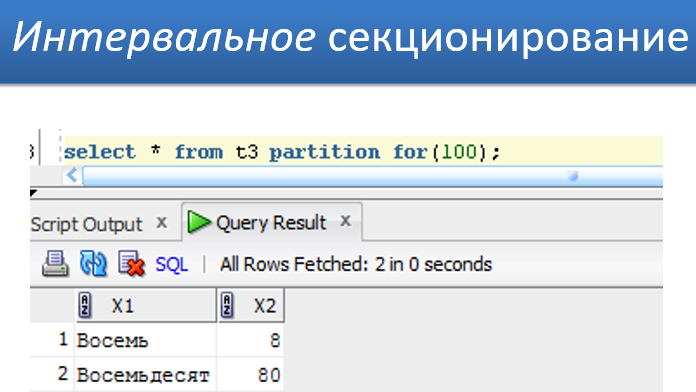 Интервальное секционирование
3 select * from t3 partition for(100);
Script Output x Query Result x
SQL | All Rows Fetched: 2 in 0 seconds
X1 X2
1 Восемь 8
2 Восемьдесят 80